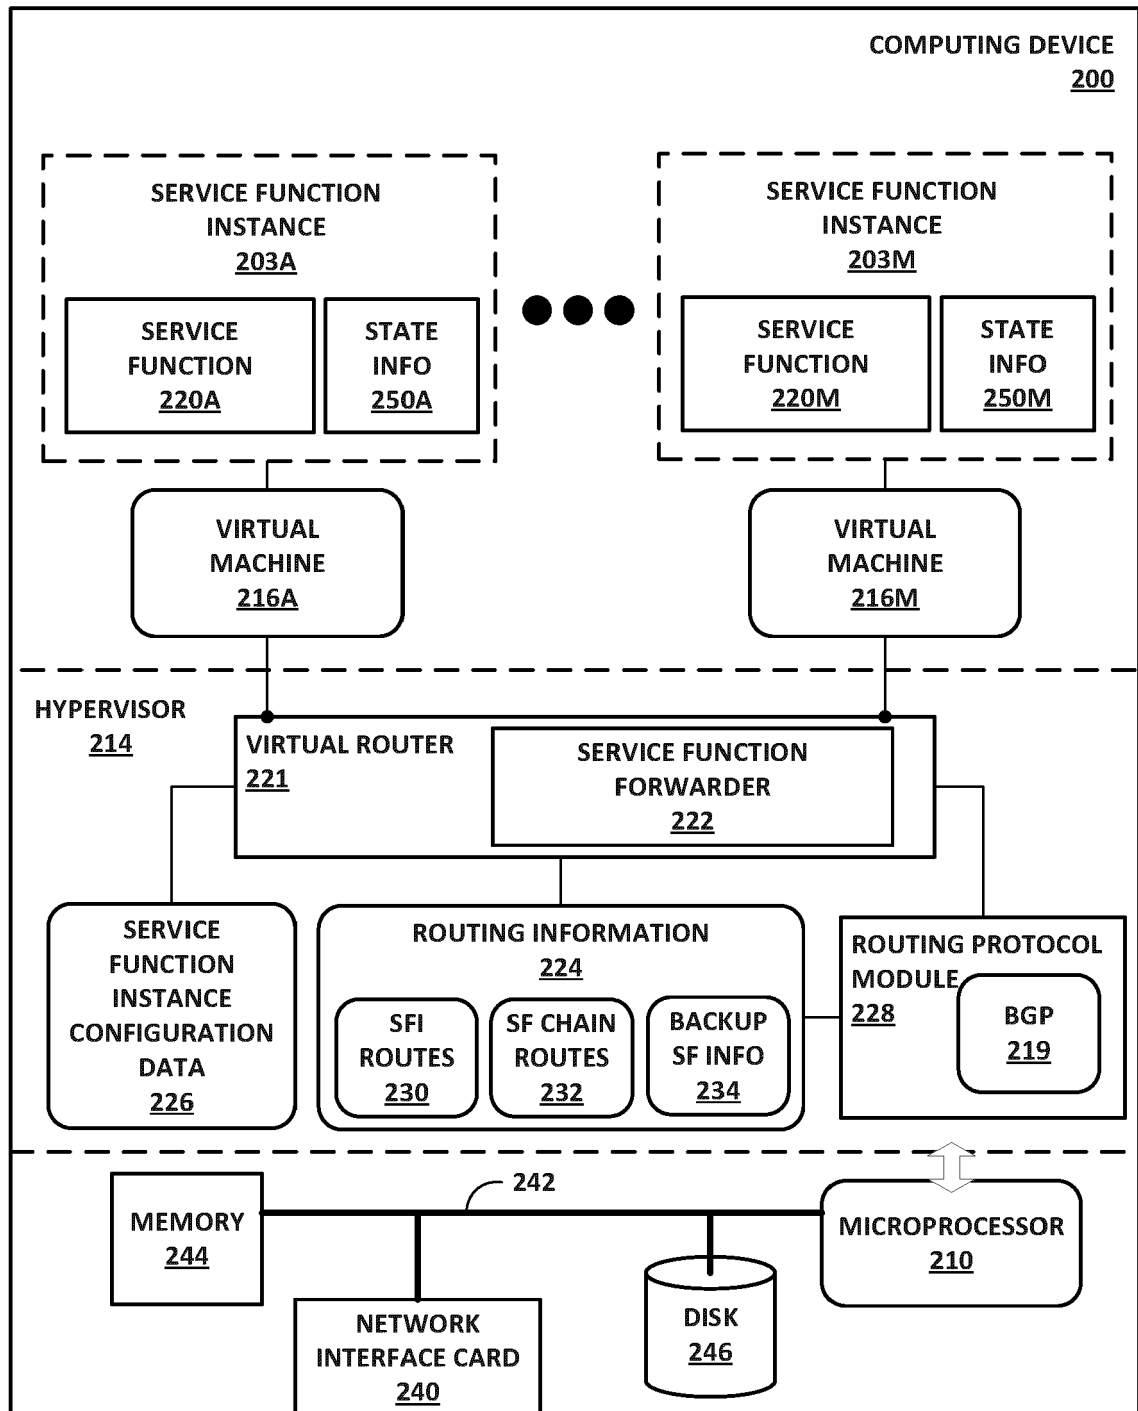 COMPUTING DEVICE
200
SERVICE FUNCTION
INSTANCE
203A
SERVICE
FUNCTION
220A
STATE
INFO
250A
SERVICE FUNCTION
INSTANCE
203M
SERVICE
FUNCTION
220M
STATE
INFO
250M
VIRTUAL
MACHINE
216A
VIRTUAL
MACHINE
216M
HYPERVISOR
214
VIRTUAL ROUTER
221
SERVICE FUNCTION
FORWARDER
222
SERVICE
FUNCTION
INSTANCE
CONFIGURATION
DATA
226
ROUTING INFORMATION
224
SFI
ROUTES
230
SF CHAIN
ROUTES
232
BACKUP
SF INFO
234
ROUTING PROTOCOL
MODULE
228
BGP
219
242
MEMORY
244
NETWORK
INTERFACE CARD
240
DISK
246
MICROPROCESSOR
210